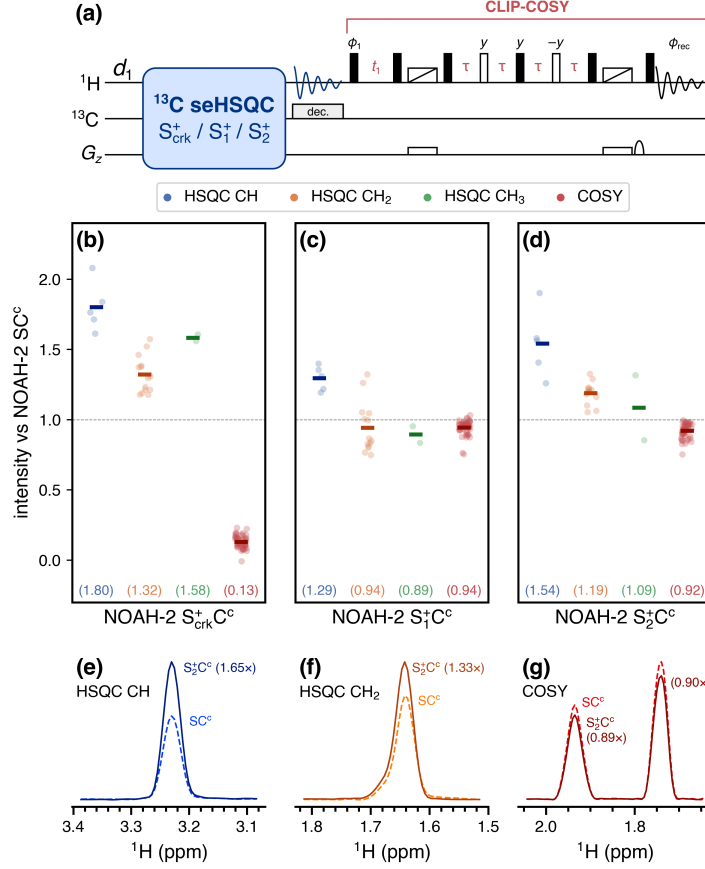 (a)
CLIP-COSY
ϕ1 y y −y ϕrec
¹H d1 t1 τ τ τ τ
¹³C seHSQC
S⁺crk / S⁺1 / S⁺2
¹³C dec.
Gz
HSQC CH HSQC CH₂ HSQC CH₃ COSY
(b) (c) (d)
intensity vs NOAH-2 SCᶜ
2.0
1.5
1.0
0.5
0.0
(1.80) (1.32) (1.58) (0.13) (1.29) (0.94) (0.89) (0.94) (1.54) (1.19) (1.09) (0.92)
NOAH-2 S⁺crkCᶜ NOAH-2 S⁺1Cᶜ NOAH-2 S⁺2Cᶜ
(e)
HSQC CH
S⁺2Cᶜ (1.65×)
SCᶜ
3.4 3.3 3.2 3.1
¹H (ppm)
(f)
HSQC CH₂
S⁺2Cᶜ (1.33×)
SCᶜ
1.8 1.7 1.6 1.5
¹H (ppm)
(g)
COSY
SCᶜ
S⁺2Cᶜ
(0.89×)
(0.90×
2.0 1.8
¹H (ppm)